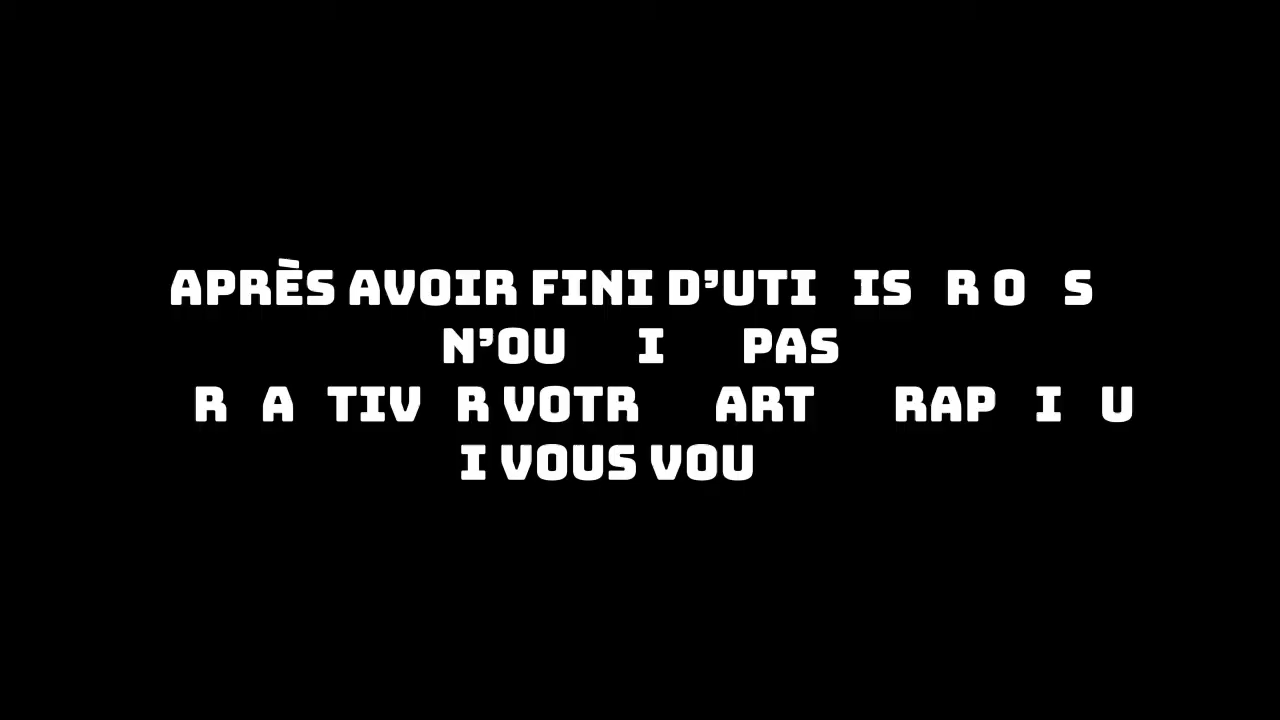 APRÈS AVOIR FINI D’UTI IS R O S
N’OU I PAS
R A TIV R VOTR ART RAP I U
I VOUS VOU